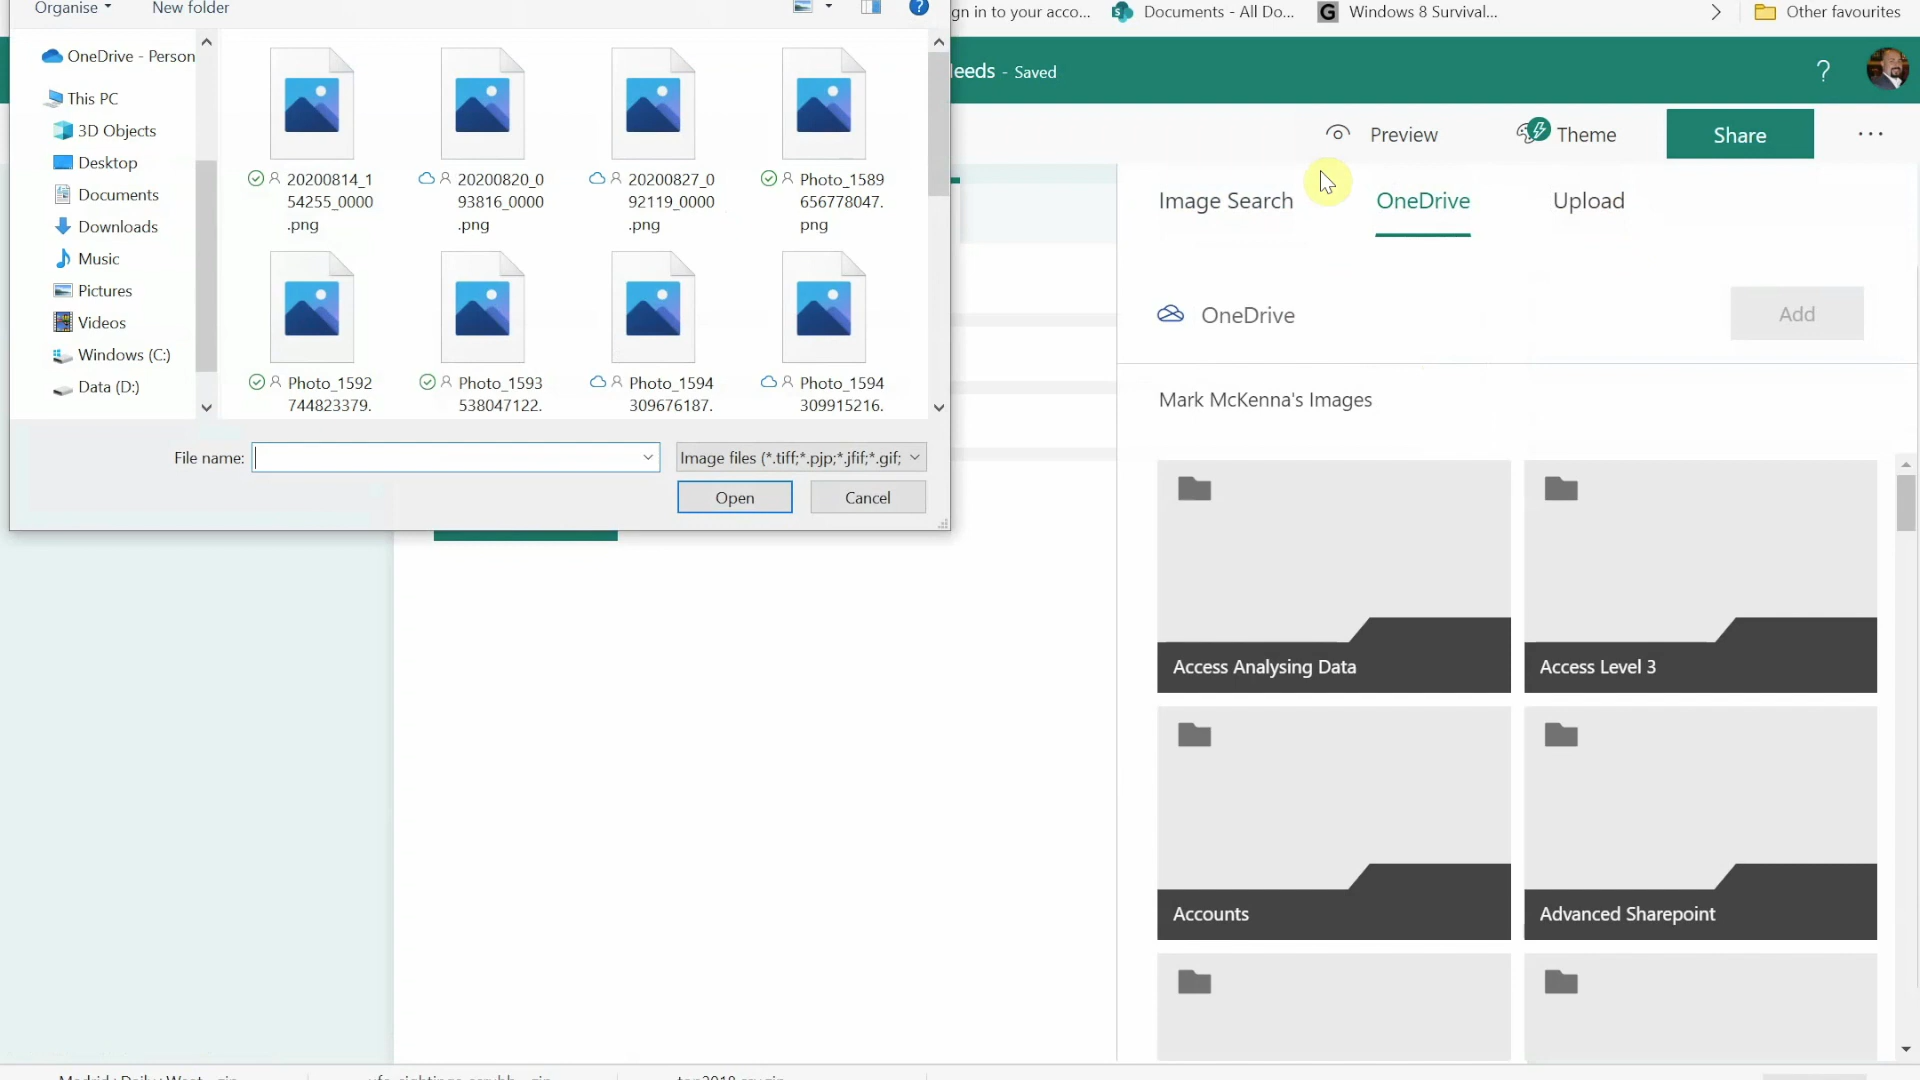 Organise
New folder
gn in to your acco...
Documents - All Do...
G
Windows 8 Survival...
Other favourites
OneDrive - Person
This PC
3D Objects
Desktop
Documents
Downloads
Music
Pictures
Videos
Windows (C:)
Data (D:)
20200814_1
54255_0000
.png
20200820_0
93816_0000
.png
20200827_0
92119_0000
.png
Photo_1589
656778047.
png
Photo_1592
744823379.
Photo_1593
538047122.
Photo_1594
309676187.
Photo_1594
309915216.
File name:
Image files (*.tiff;*.pjp;*.jfif;*.gif;
Open
Cancel
eeds - Saved
?
Preview
Theme
Share
...
Image Search
OneDrive
Upload
OneDrive
Add
Mark McKenna's Images
Access Analysing Data
Access Level 3
Accounts
Advanced Sharepoint